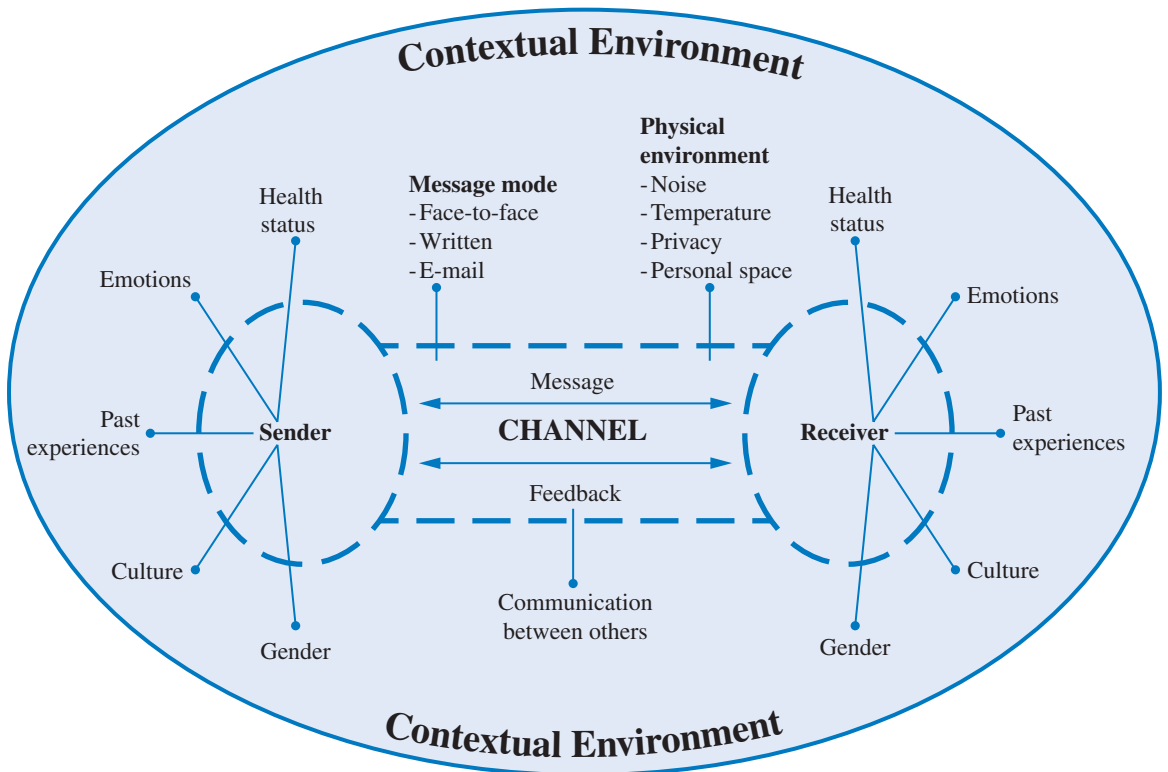 Contextual Environment
Physical
environment
- Noise
- Temperature
- Privacy
- Personal space
Message mode
- Face-to-face
- Written
- E-mail
Health
status
Health
status
Emotions
Emotions
Message
Past
experiences
Sender
CHANNEL
Receiver
Past
experiences
Feedback
Culture
Culture
Communication
between others
Gender
Gender
Contextual Environment